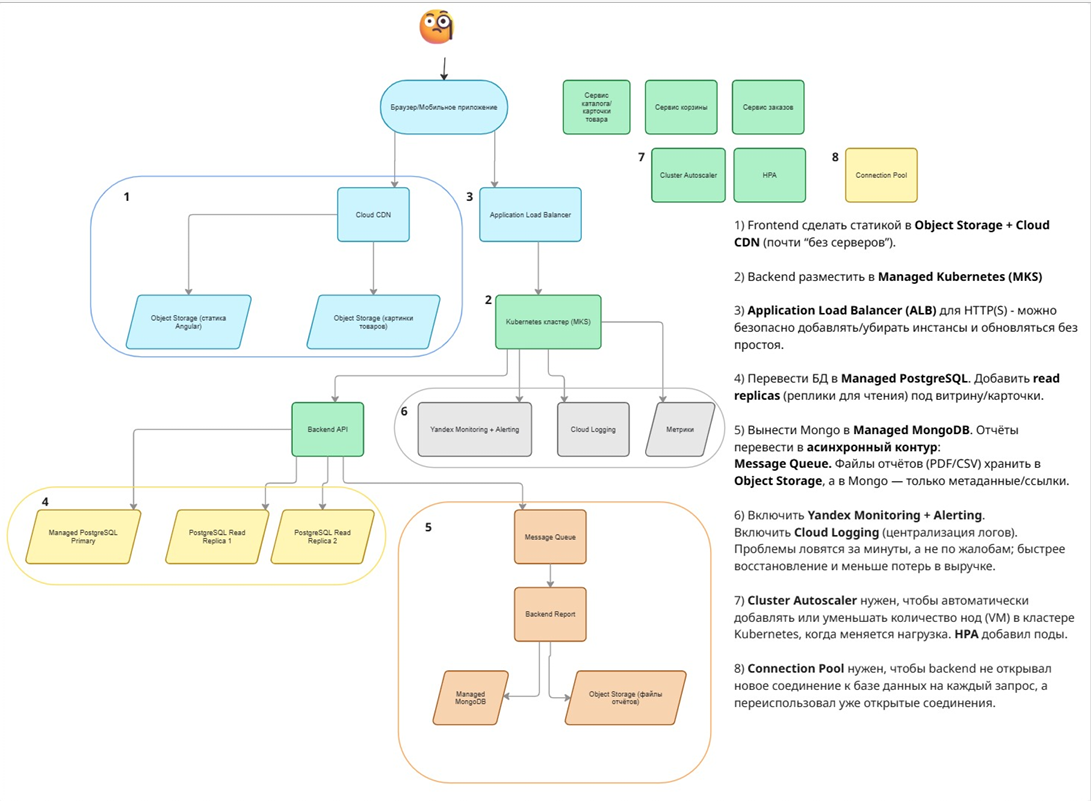 Браузер/Мобильное приложение
Сервис
каталога/
карточки
товара
Сервис корзины
Сервис заказов
7
Cluster Autoscaler
HPA
8
Connection Pool
1
Cloud CDN
3
Application Load Balancer
Object Storage (статика
Angular)
Object Storage (картинки
товаров)
2
Kubernetes кластер (MKS)
Backend API
6
Yandex Monitoring + Alerting
Cloud Logging
Метрики
4
Managed PostgreSQL
Primary
PostgreSQL Read
Replica 1
PostgreSQL Read
Replica 2
5
Message Queue
Backend Report
Managed
MongoDB
Object Storage (файлы
отчётов)
1) Frontend сделать статикой в Object Storage + Cloud
CDN (почти “без серверов”).
2) Backend разместить в Managed Kubernetes (MKS)
3) Application Load Balancer (ALB) для HTTP(S) - можно
безопасно добавлять/убирать инстансы и обновляться без
простоя.
4) Перевести БД в Managed PostgreSQL. Добавить read
replicas (реплики для чтения) под витрину/карточки.
5) Вынести Mongo в Managed MongoDB. Отчёты
перевести в асинхронный контур:
Message Queue. Файлы отчётов (PDF/CSV) хранить в
Object Storage, а в Mongo — только метаданные/ссылки.
6) Включить Yandex Monitoring + Alerting.
Включить Cloud Logging (централизация логов).
Проблемы ловятся за минуты, а не по жалобам; быстрее
восстановление и меньше потерь в выручке.
7) Cluster Autoscaler нужен, чтобы автоматически
добавлять или уменьшать количество нод (VM) в кластере
Kubernetes, когда меняется нагрузка. HPA добавил поды.
8) Connection Pool нужен, чтобы backend не открывал
новое соединение к базе данных на каждый запрос, а
переиспользовал уже открытые соединения.